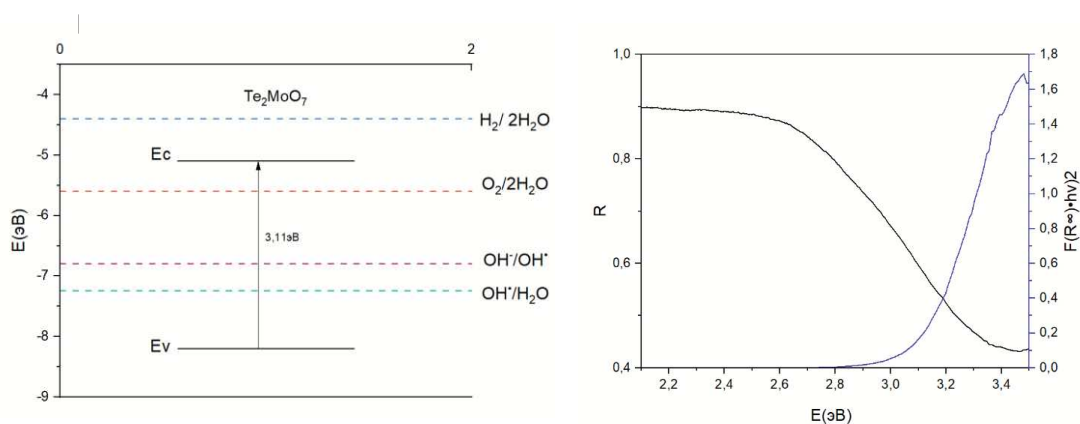 0 2
Te₂MoO₇
-4
H₂/ 2H₂O
-5
Ec
O₂/2H₂O
-6
E(эВ)
3,11эВ
OH⁻/OH•
-7
OH•/H₂O
Ev
-8
-9
1,0
0,8
0,6
0,4
R
1,8
1,6
1,4
1,2
1,0
0,8
0,6
0,4
0,2
0,0
F(R∞)•hv)2
2,2 2,4 2,6 2,8 3,0 3,2 3,4
E(эВ)